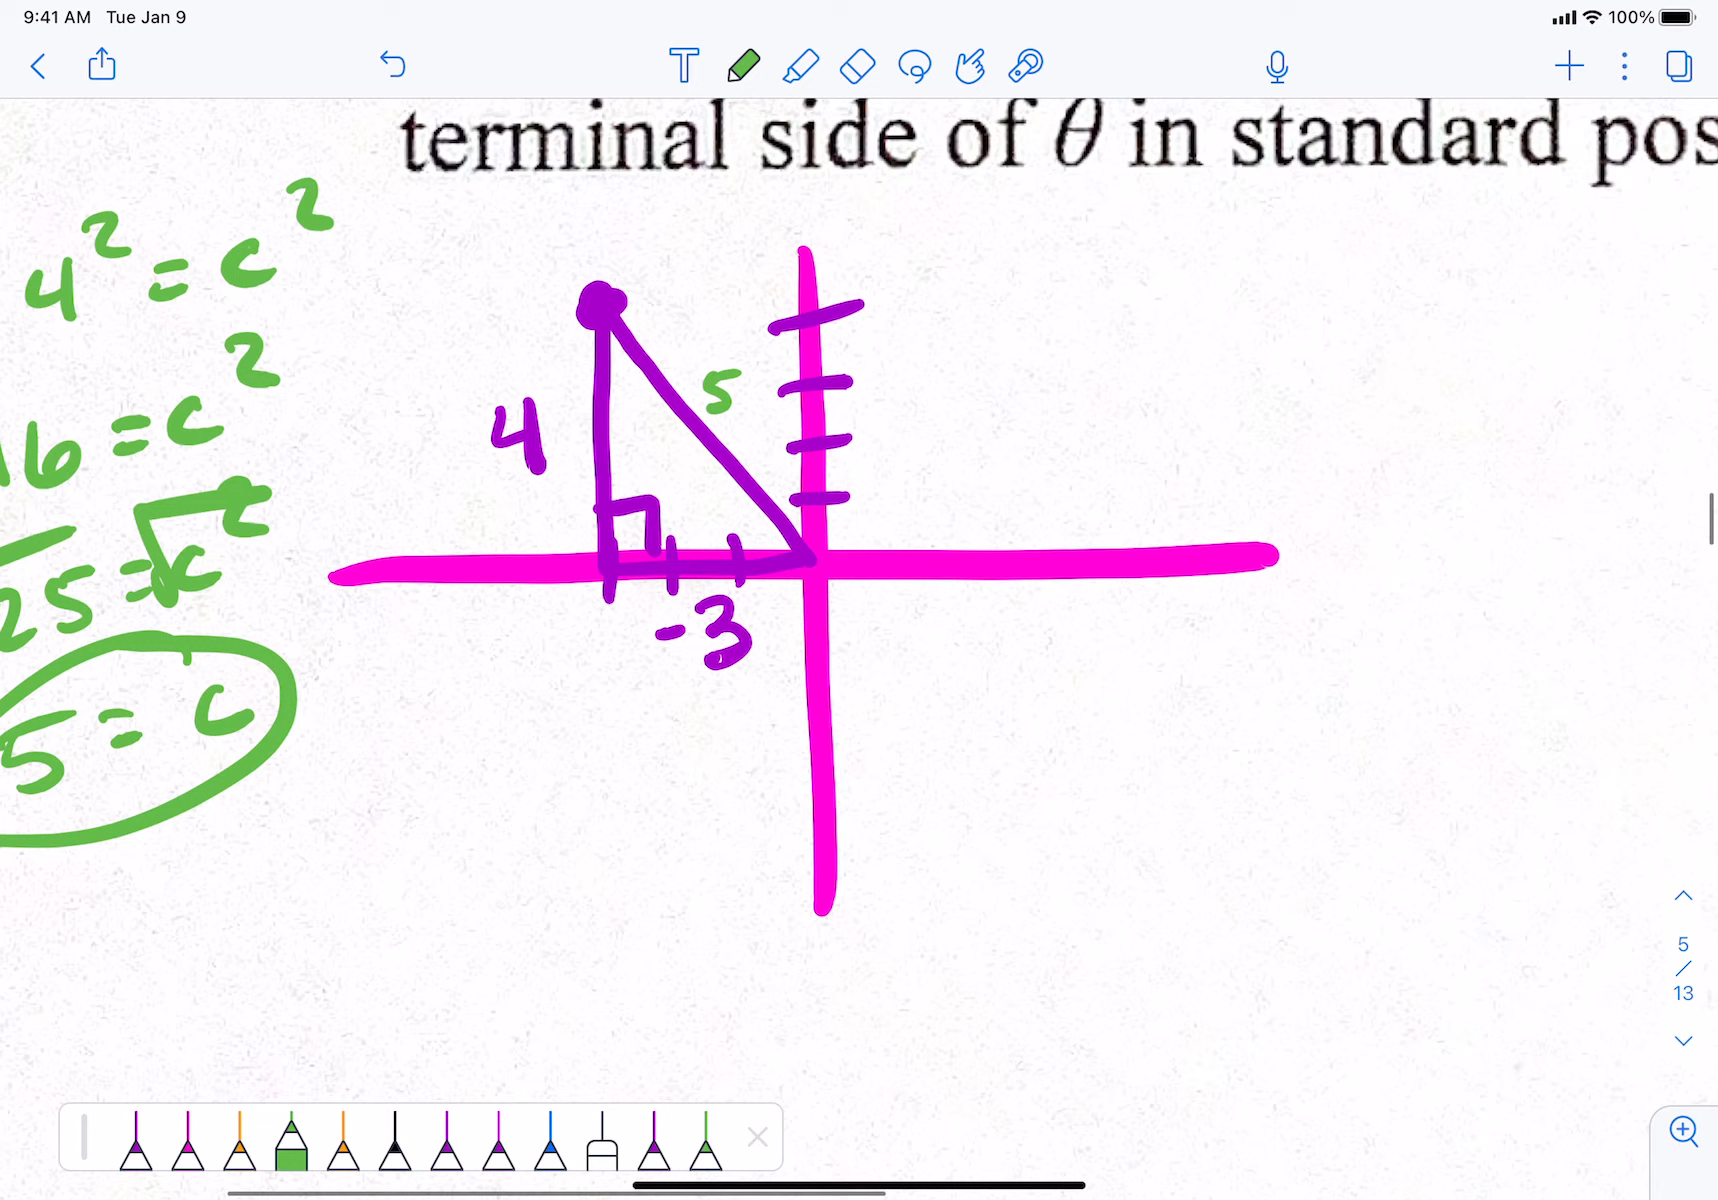 9:41 AM Tue Jan 9
100%
T
terminal side of θ in standard pos
4² = c²
16 = c²
√25 = √c²
5 = c
4
5
-3
5
/
13